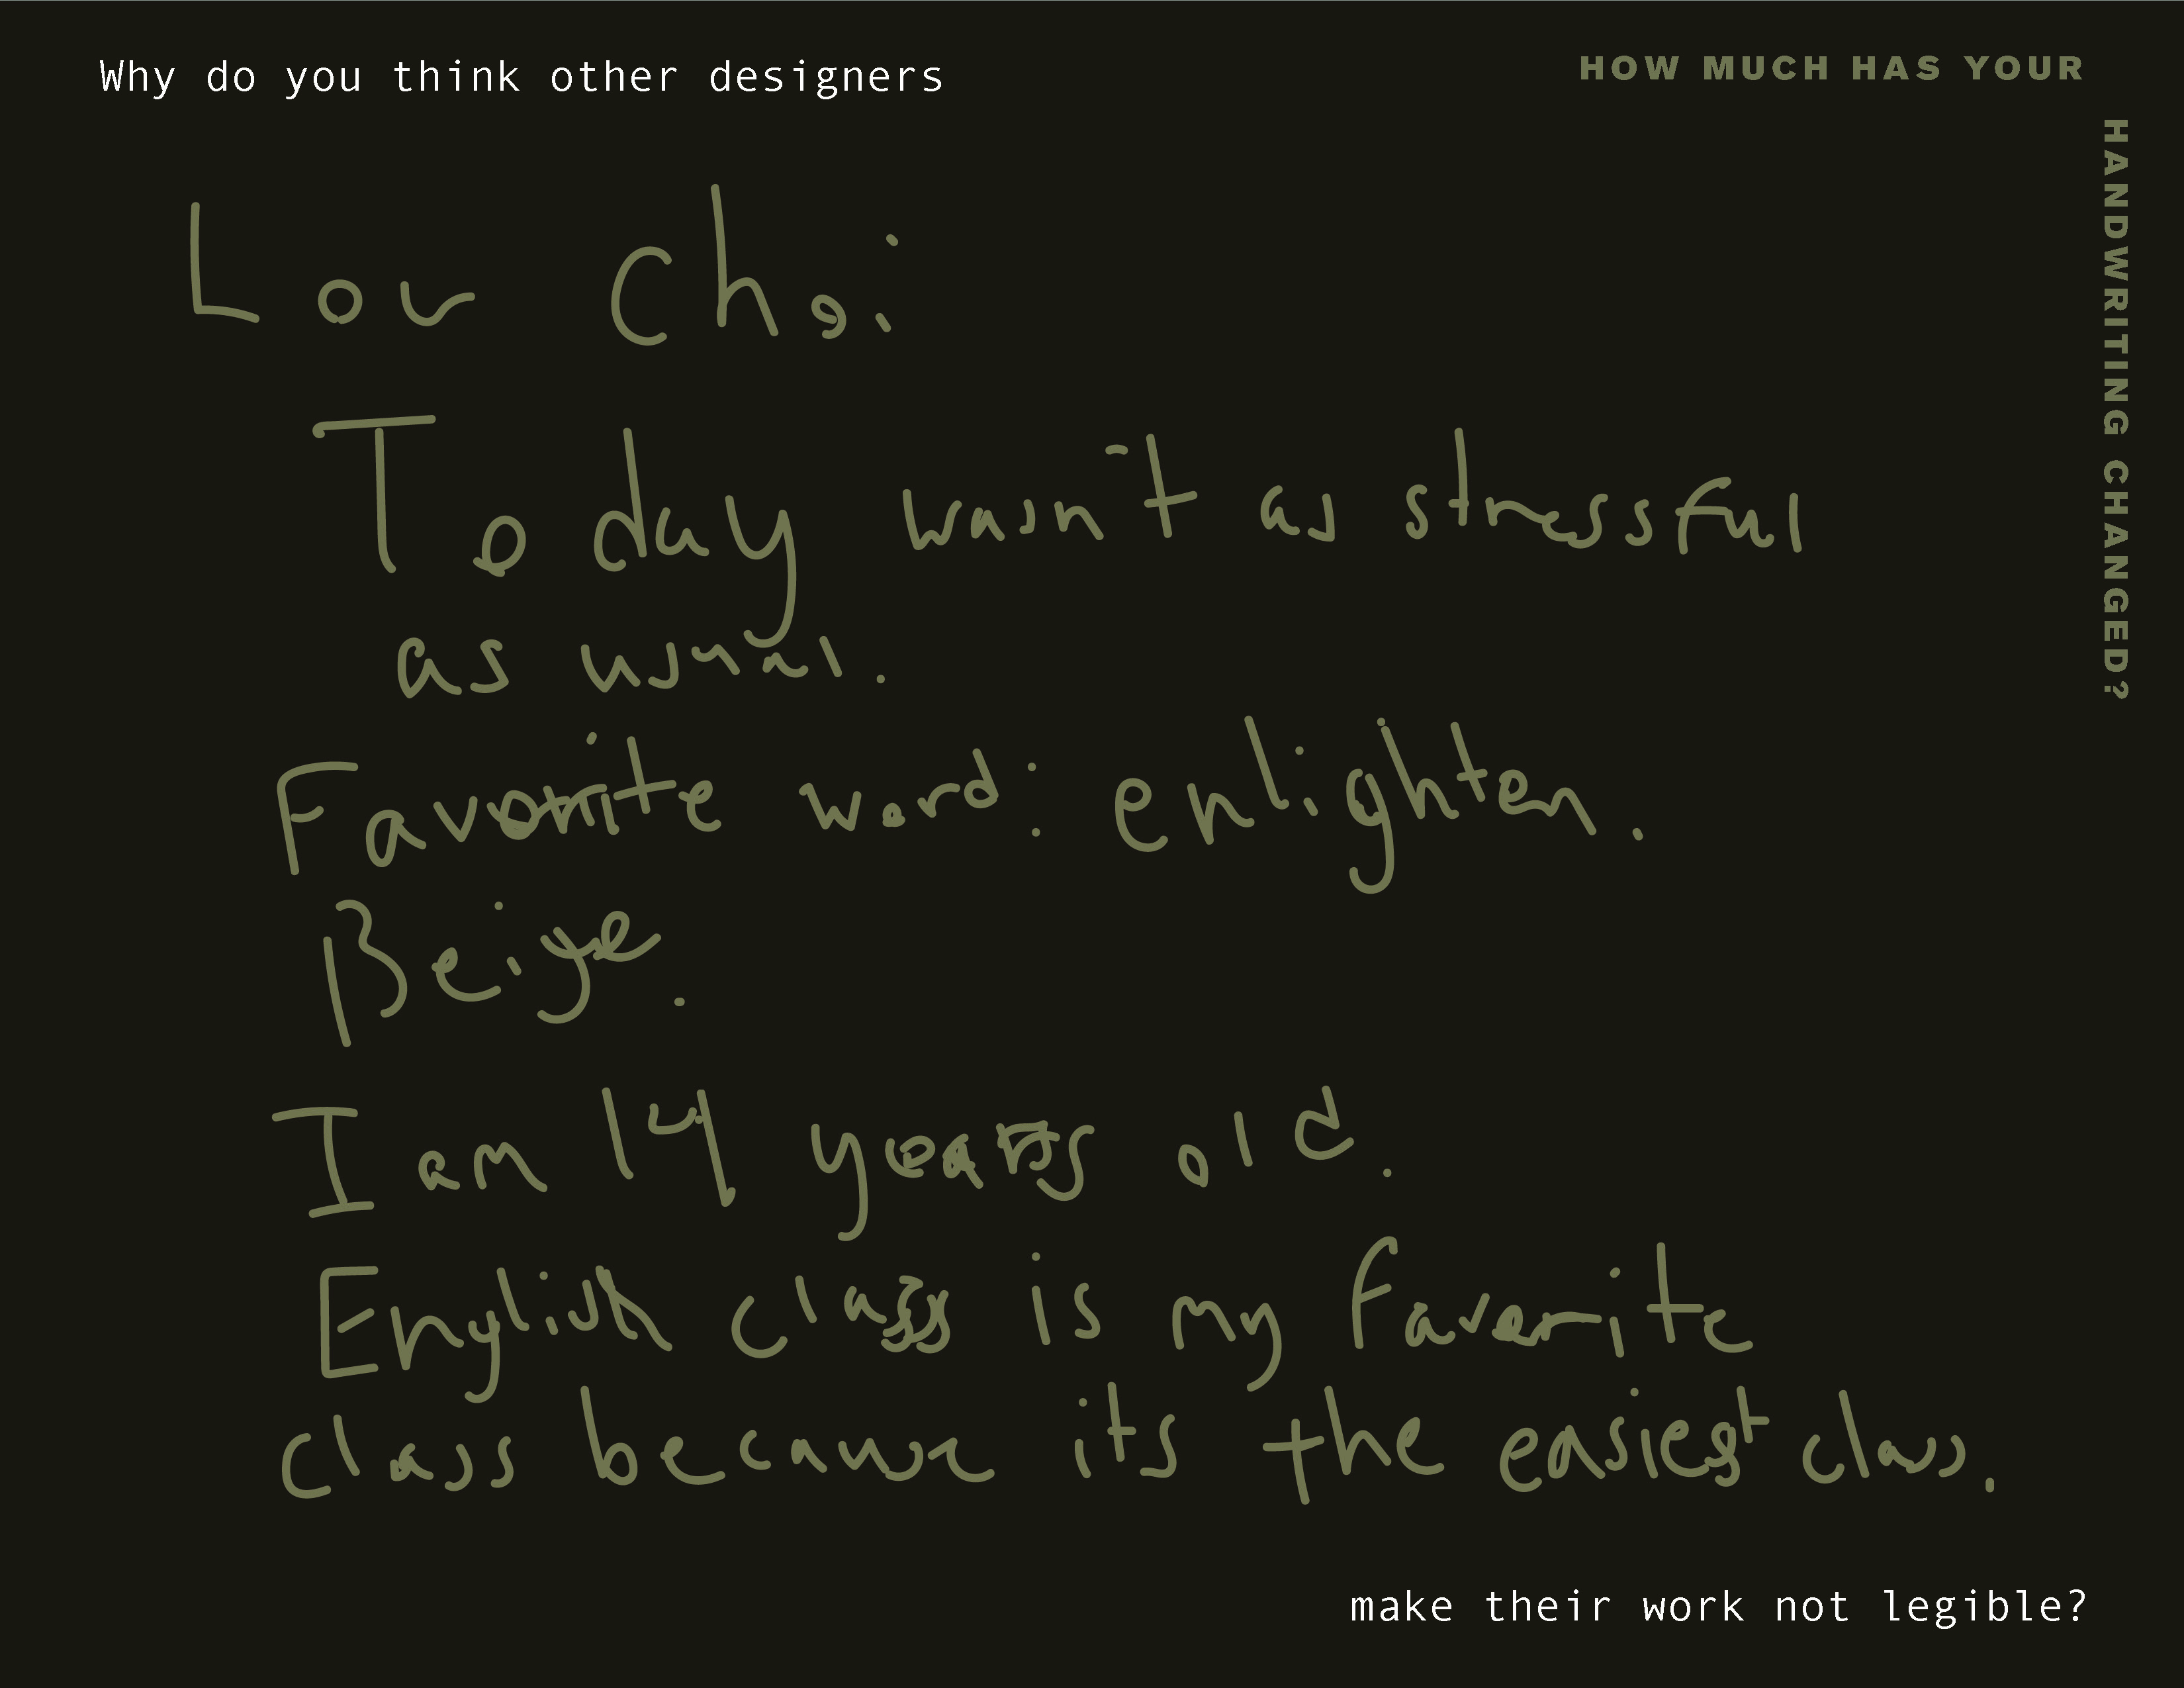 Why do you think other designers
HOW MUCH HAS YOUR
HANDWRITING CHANGED?
Lou Choi
Today wasn't as stressful
as usual.
Favorite word: enlighten.
Beige.
I am 14 years old.
English class is my favorite
class because its the easiest class.
make their work not legible?